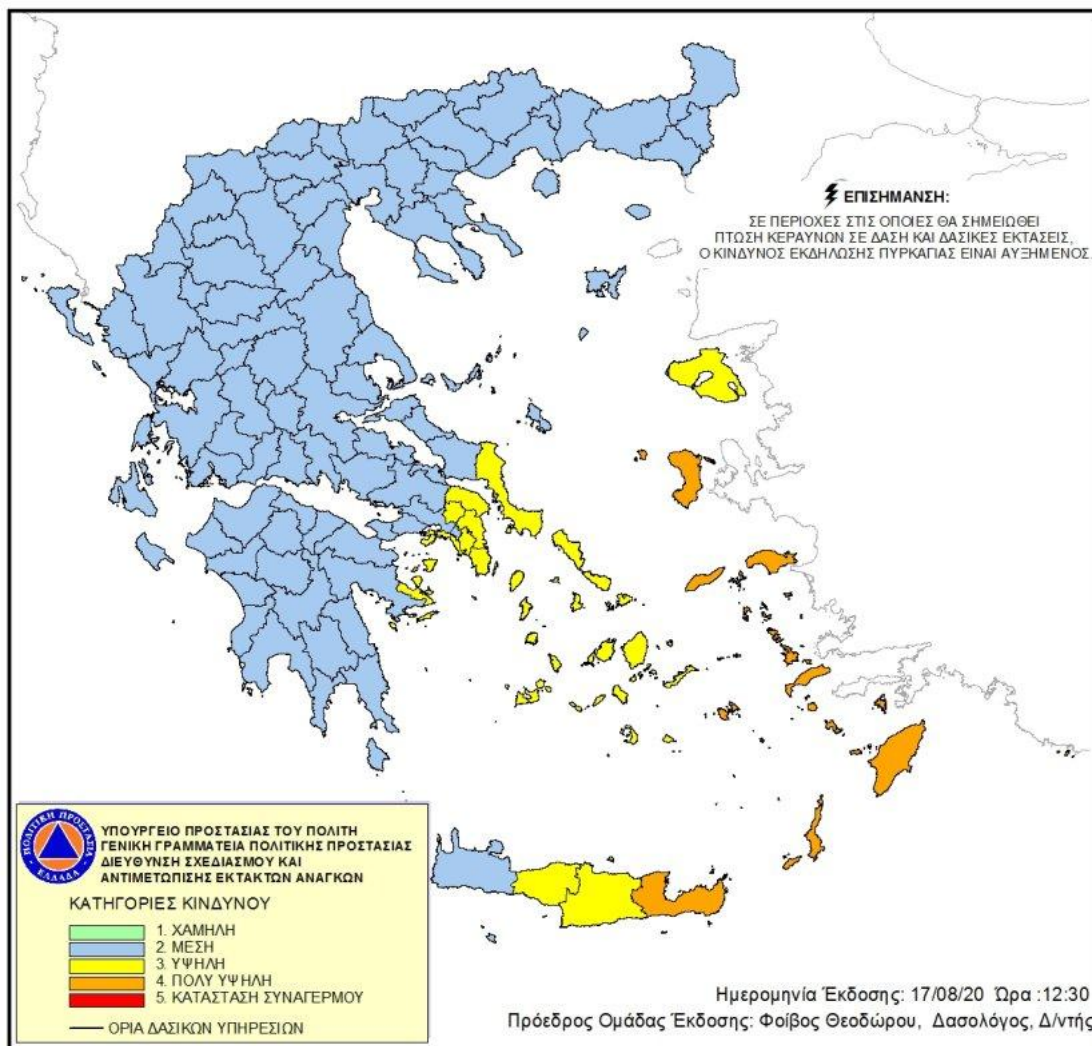 ΕΠΙΣΗΜΑΝΣΗ:
ΣΕ ΠΕΡΙΟΧΕΣ ΣΤΙΣ ΟΠΟΙΕΣ ΘΑ ΣΗΜΕΙΩΘΕΙ
ΠΤΩΣΗ ΚΕΡΑΥΝΩΝ ΣΕ ΔΑΣΗ ΚΑΙ ΔΑΣΙΚΕΣ ΕΚΤΑΣΕΙΣ,
Ο ΚΙΝΔΥΝΟΣ ΕΚΔΗΛΩΣΗΣ ΠΥΡΚΑΓΙΑΣ ΕΙΝΑΙ ΑΥΞΗΜΕΝΟΣ
ΠΟΛΙΤΙΚΗ ΠΡΟΣΤΑΣΙΑ
ΕΛΛΑΔΑ
ΥΠΟΥΡΓΕΙΟ ΠΡΟΣΤΑΣΙΑΣ ΤΟΥ ΠΟΛΙΤΗ
ΓΕΝΙΚΗ ΓΡΑΜΜΑΤΕΙΑ ΠΟΛΙΤΙΚΗΣ ΠΡΟΣΤΑΣΙΑΣ
ΔΙΕΥΘΥΝΣΗ ΣΧΕΔΙΑΣΜΟΥ ΚΑΙ
ΑΝΤΙΜΕΤΩΠΙΣΗΣ ΕΚΤΑΚΤΩΝ ΑΝΑΓΚΩΝ
ΚΑΤΗΓΟΡΙΕΣ ΚΙΝΔΥΝΟΥ
1. ΧΑΜΗΛΗ
2. ΜΕΣΗ
3. ΥΨΗΛΗ
4. ΠΟΛΥ ΥΨΗΛΗ
5. ΚΑΤΑΣΤΑΣΗ ΣΥΝΑΓΕΡΜΟΥ
ΟΡΙΑ ΔΑΣΙΚΩΝ ΥΠΗΡΕΣΙΩΝ
Ημερομηνία Έκδοσης: 17/08/20 Ώρα :12:30
Πρόεδρος Ομάδας Έκδοσης: Φοίβος Θεοδώρου, Δασολόγος, Δ/ντής